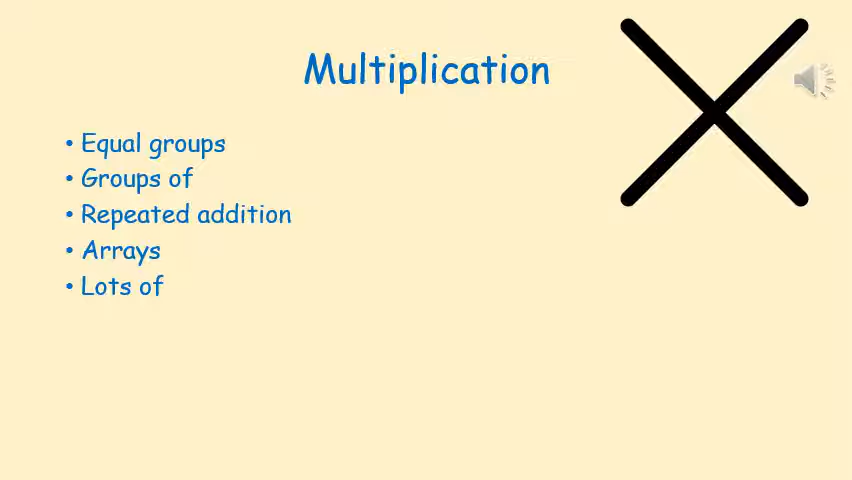 Multiplication
• Equal groups
• Groups of
• Repeated addition
• Arrays
• Lots of